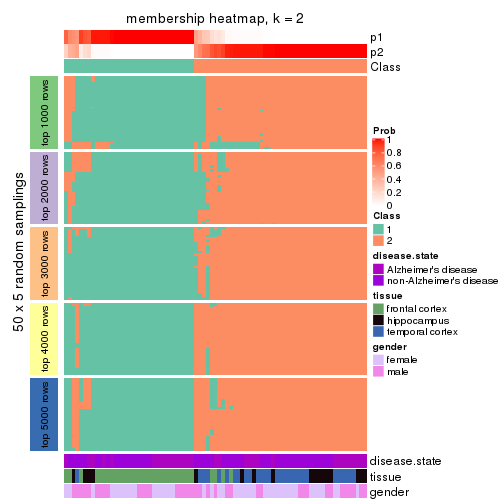 membership heatmap, k = 2
p1
p2
Class
50 x 5 random samplings
top 1000 rows
top 2000 rows
top 3000 rows
top 4000 rows
top 5000 rows
disease.state
tissue
gender
Prob
1
0.8
0.6
0.4
0.2
0
Class
1
2
disease.state
Alzheimer's disease
non-Alzheimer's disease
tissue
frontal cortex
hippocampus
temporal cortex
gender
female
male